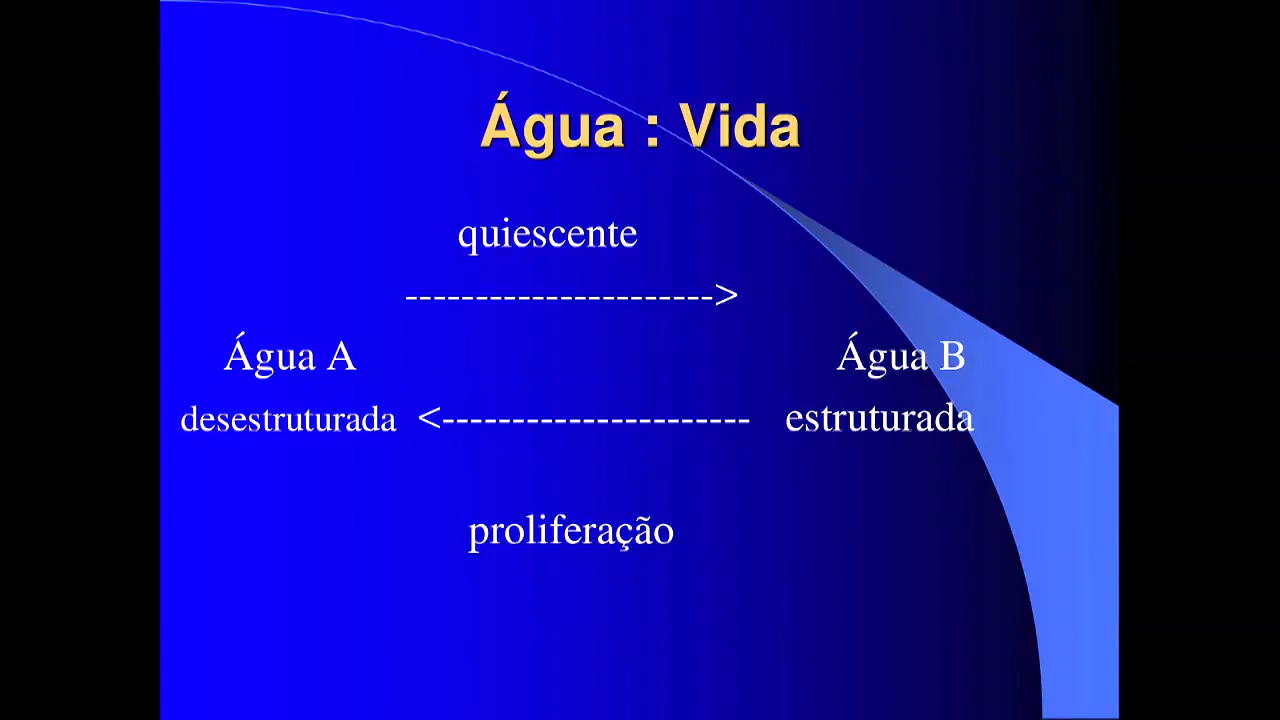 Água : Vida
quiescente
---------------------->
Água A Água B
desestruturada <---------------------- estruturada
proliferação